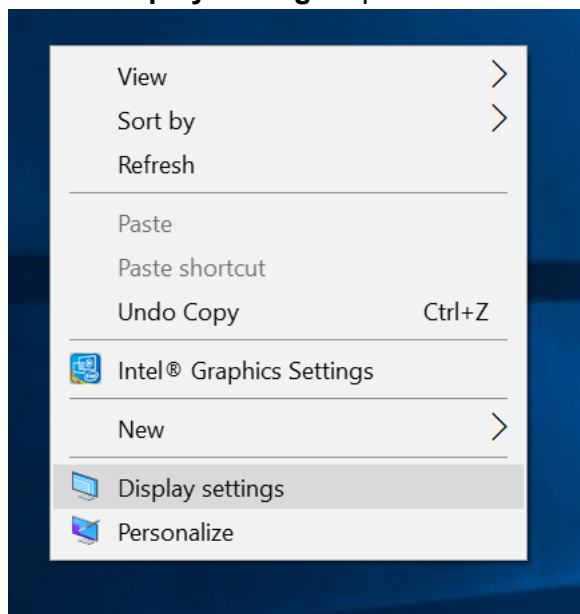 View
Sort by
Refresh
Paste
Paste shortcut
Undo Copy Ctrl+Z
Intel® Graphics Settings
New
Display settings
Personalize